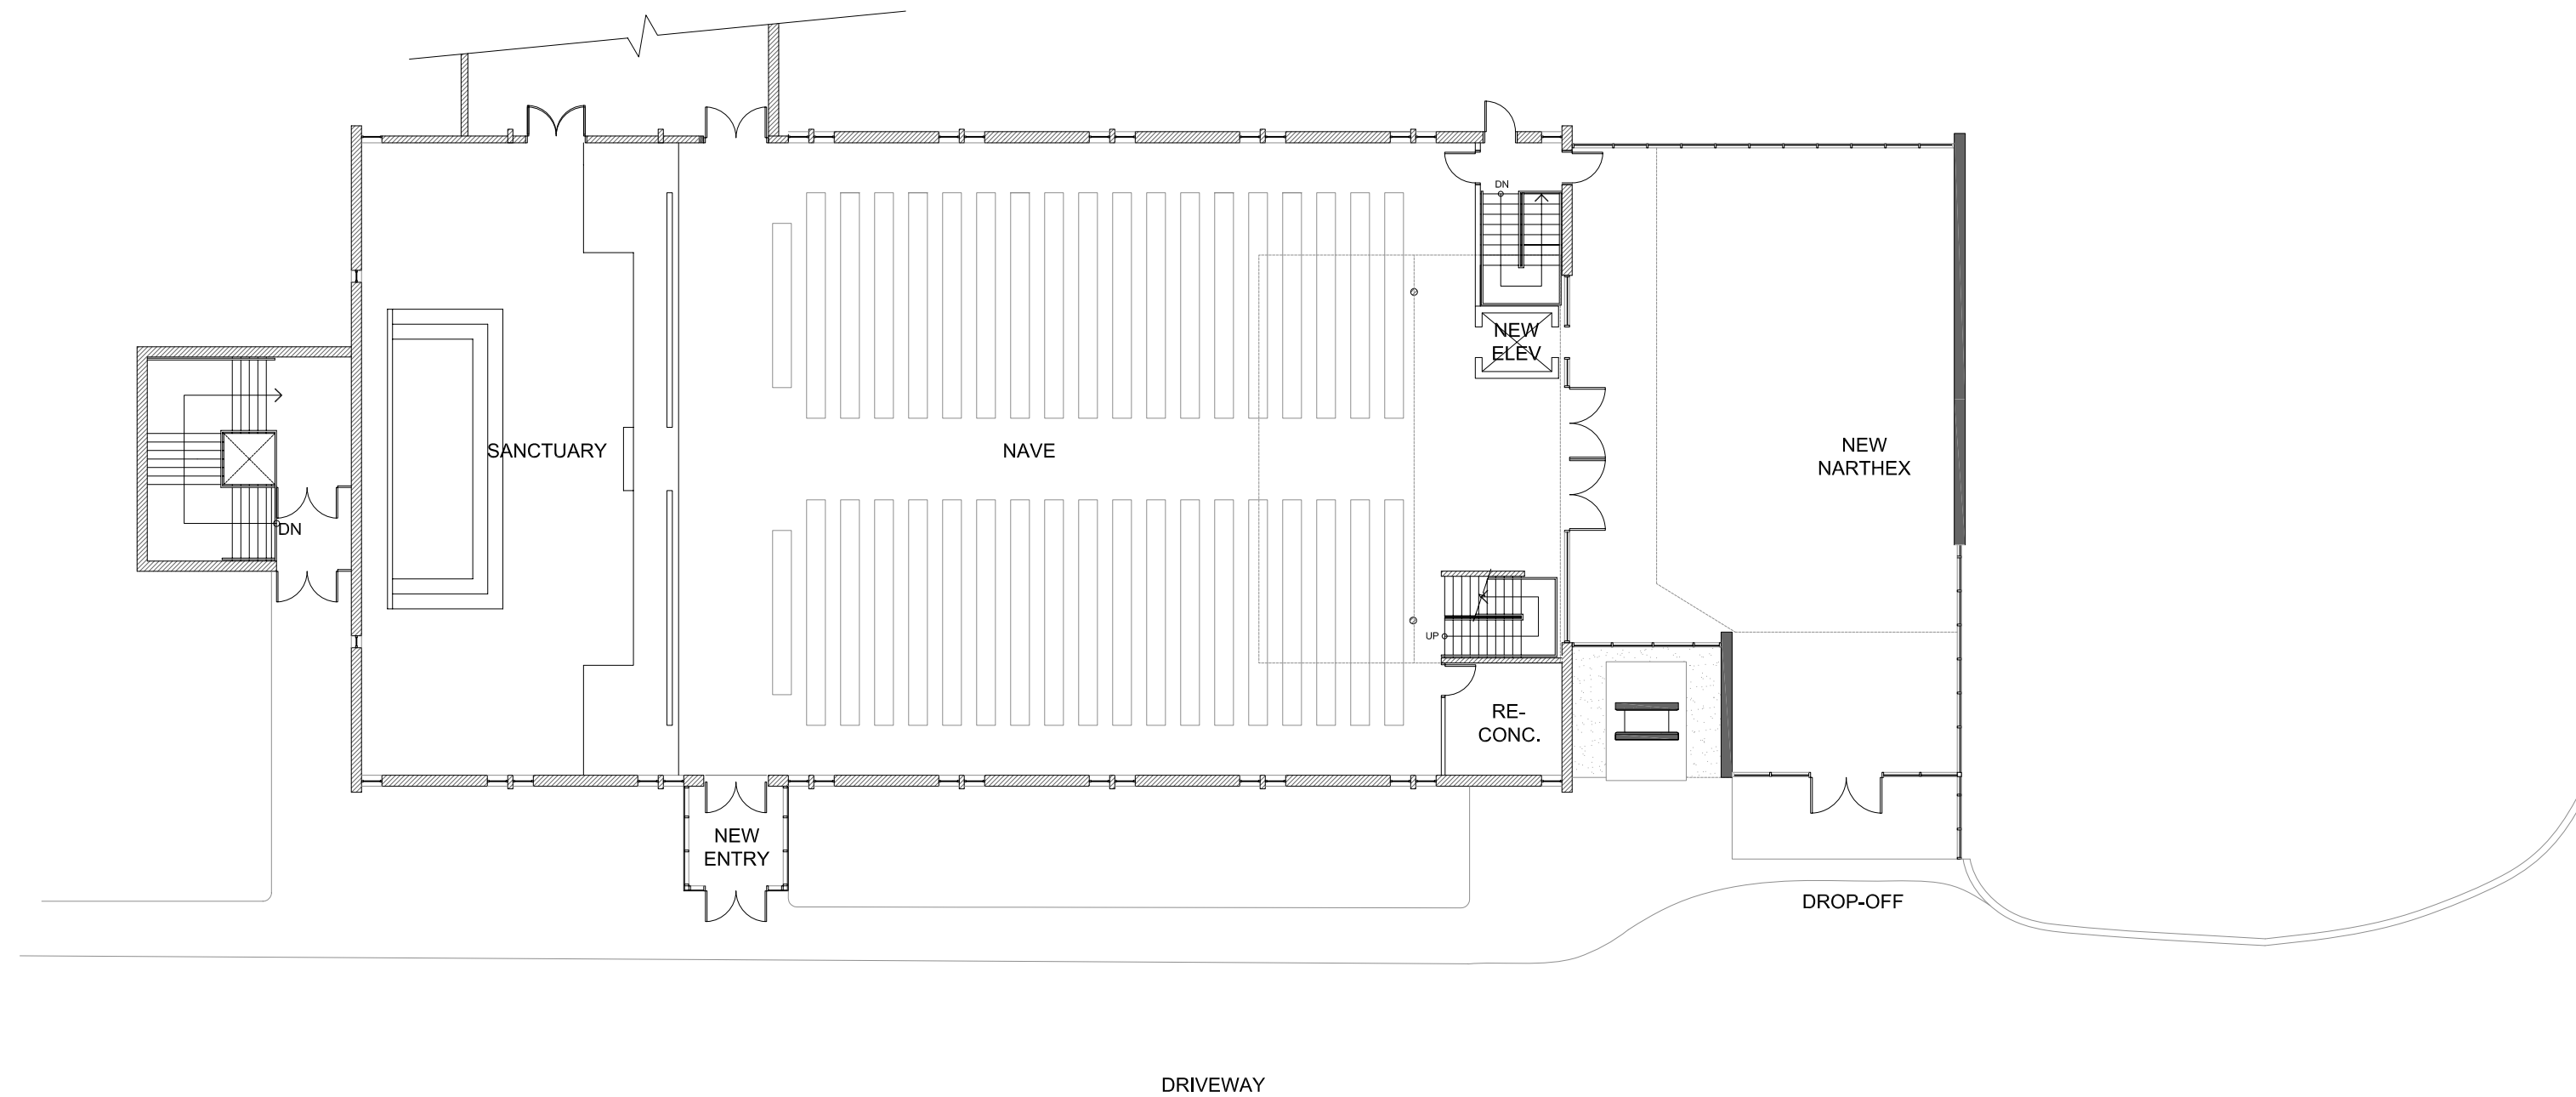 DN
NEW
ELEV
SANCTUARY
NAVE
NEW
NARTHEX
DN
UP
RE-
CONC.
NEW
ENTRY
DROP-OFF
DRIVEWAY